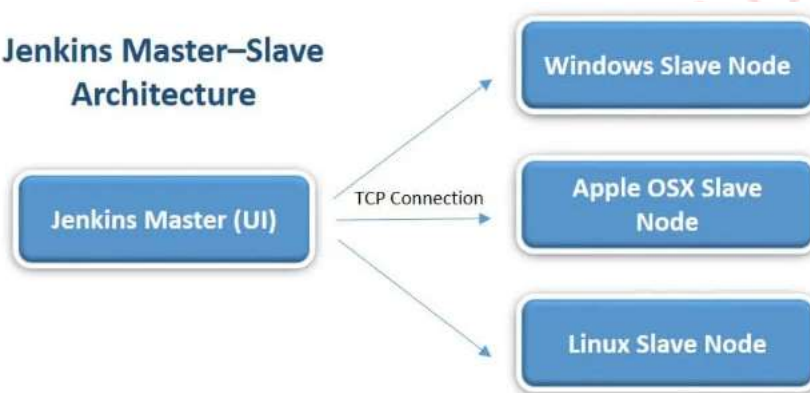 Jenkins Master–Slave
Architecture
Windows Slave Node
Jenkins Master (UI)
TCP Connection
Apple OSX Slave
Node
Linux Slave Node